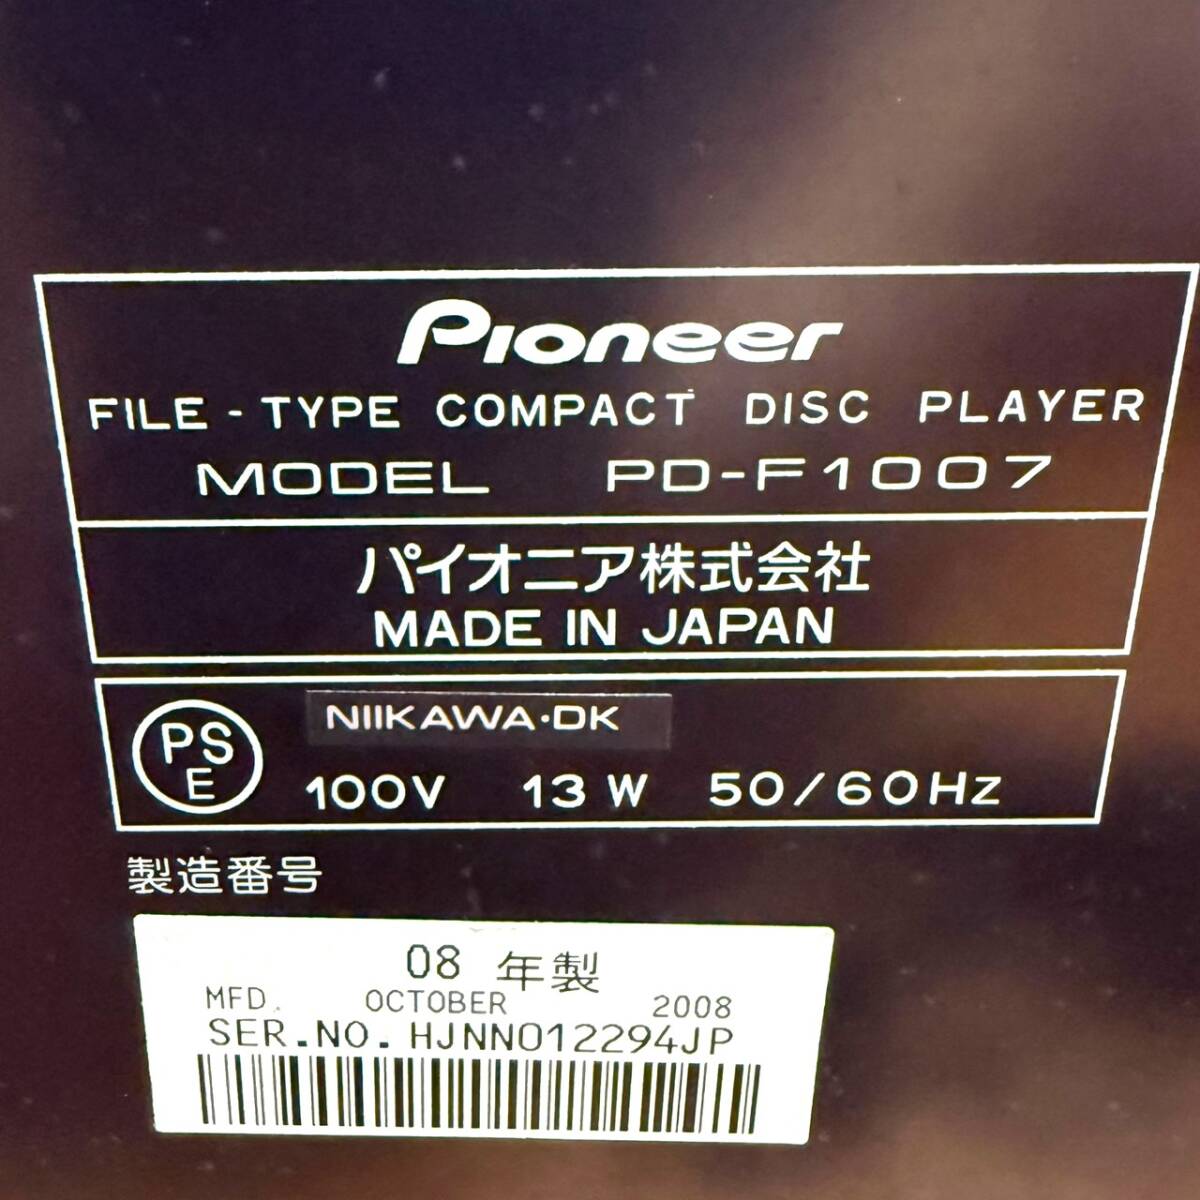 Pioneer
FILE-TYPE COMPACT DISC PLAYER
MODEL PD-F1007
パイオニア株式会社
MADE IN JAPAN
PS
E
NIIKAWA・DK
100V 13W 50/60Hz
製造番号
08 年製
MFD. OCTOBER 2008
SER.NO. HJNN012294JP